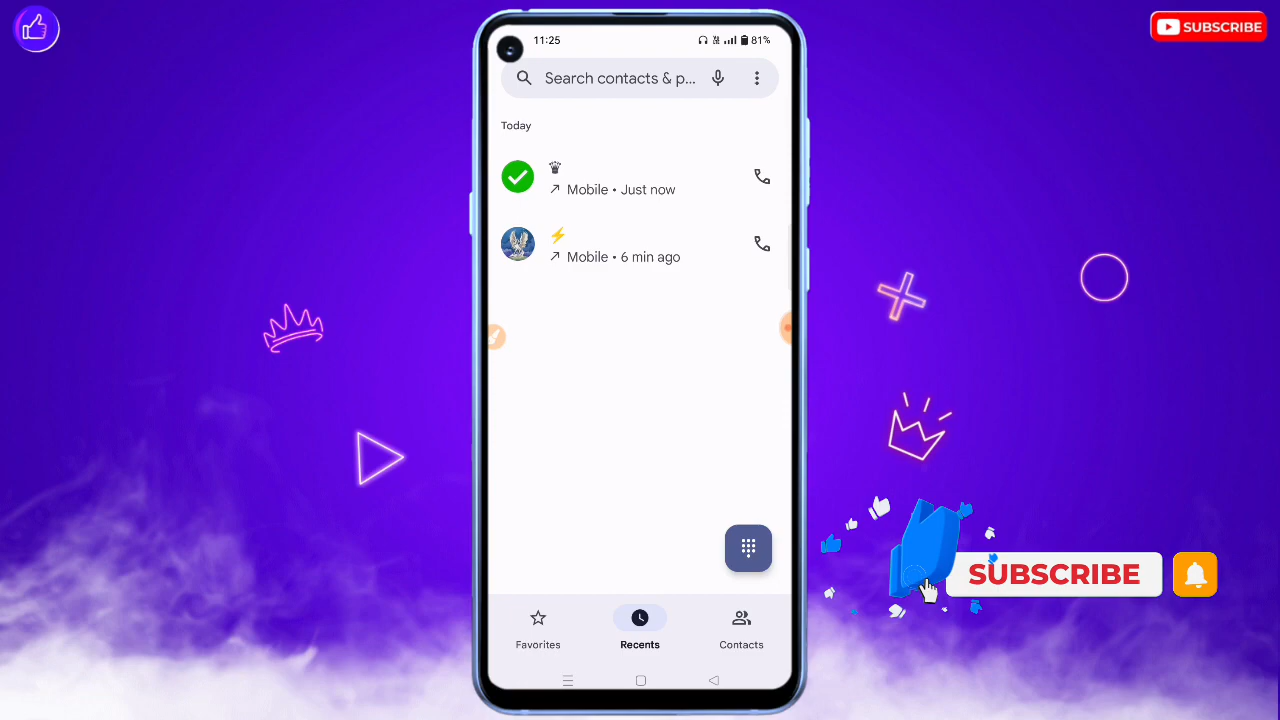 SUBSCRIBE
11:25
81%
Search contacts & p...
Today
Mobile • Just now
⚡
Mobile • 6 min ago
SUBSCRIBE
Favorites
Recents
Contacts